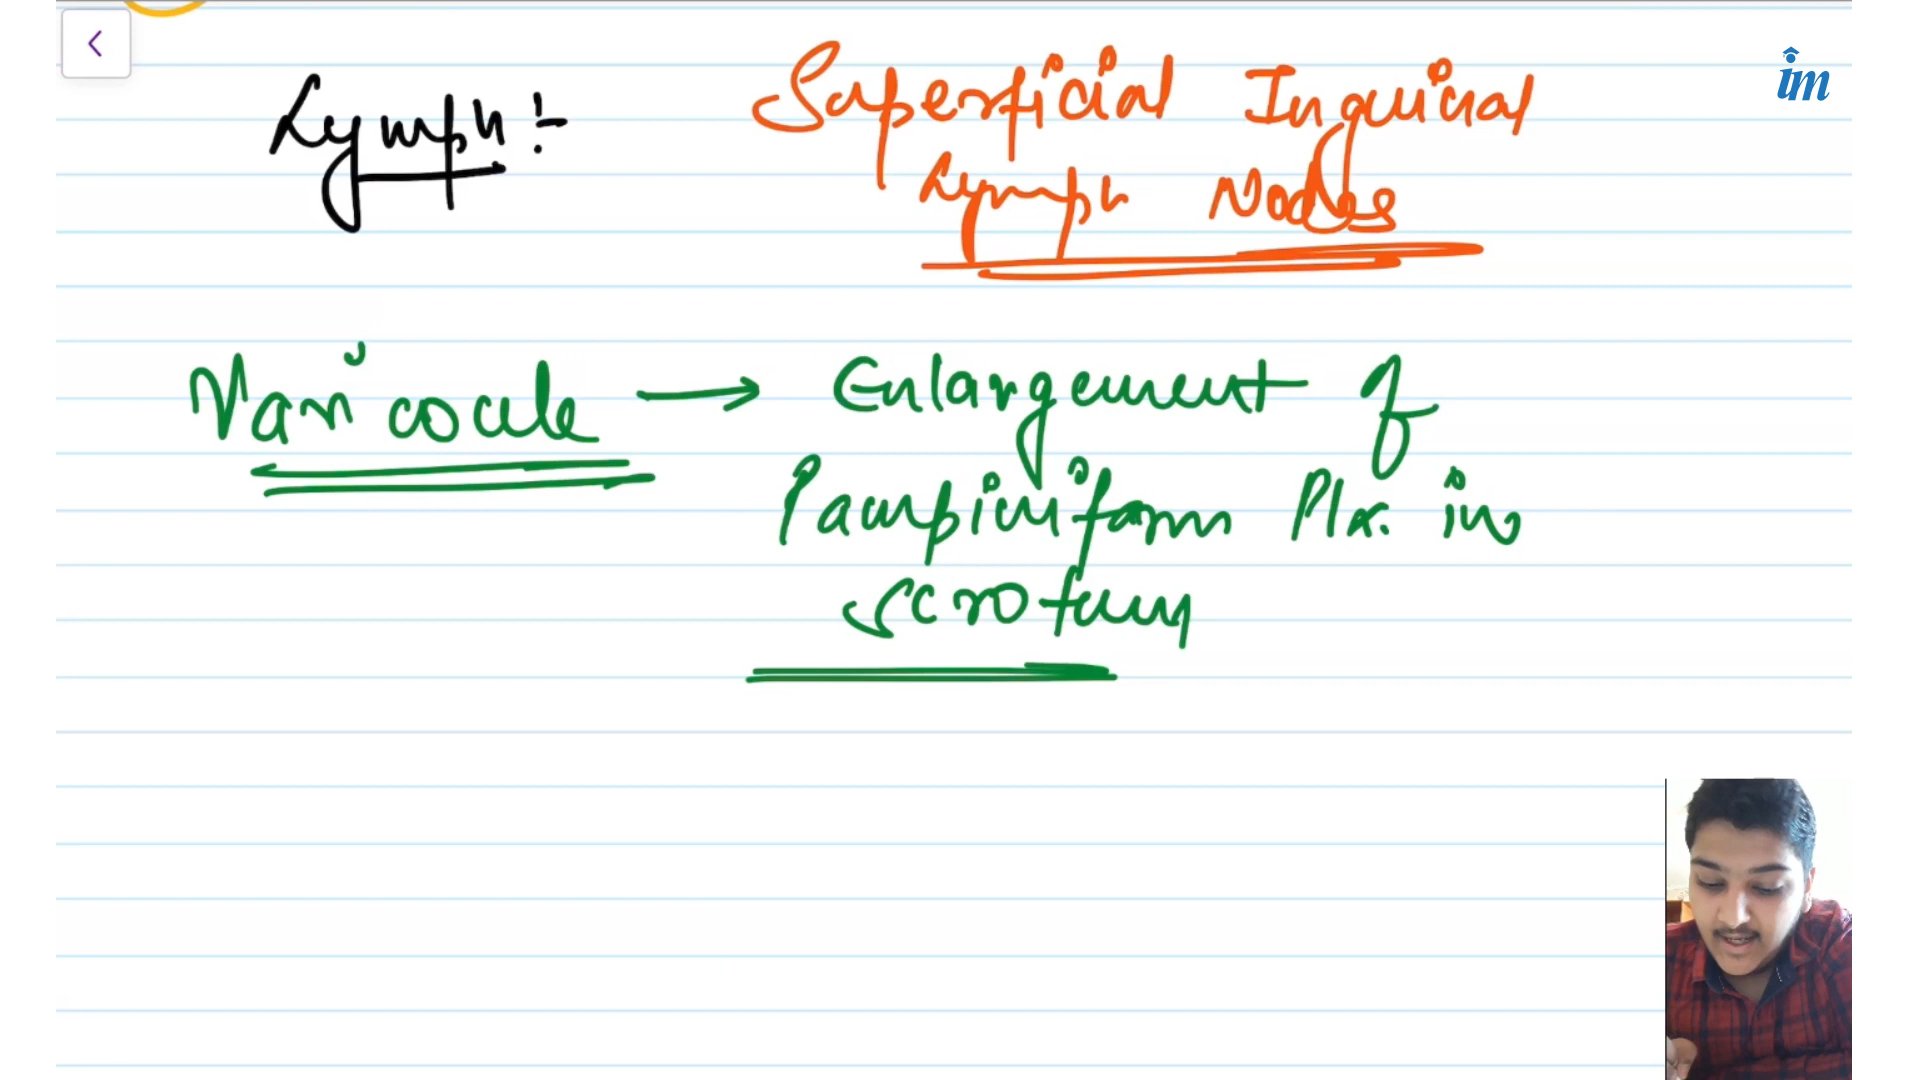 Lymph :- Superficial Inguinal
Lymph Nodes
Varicocele → Enlargement of
Pampiniform Plx. in
scrotum
im